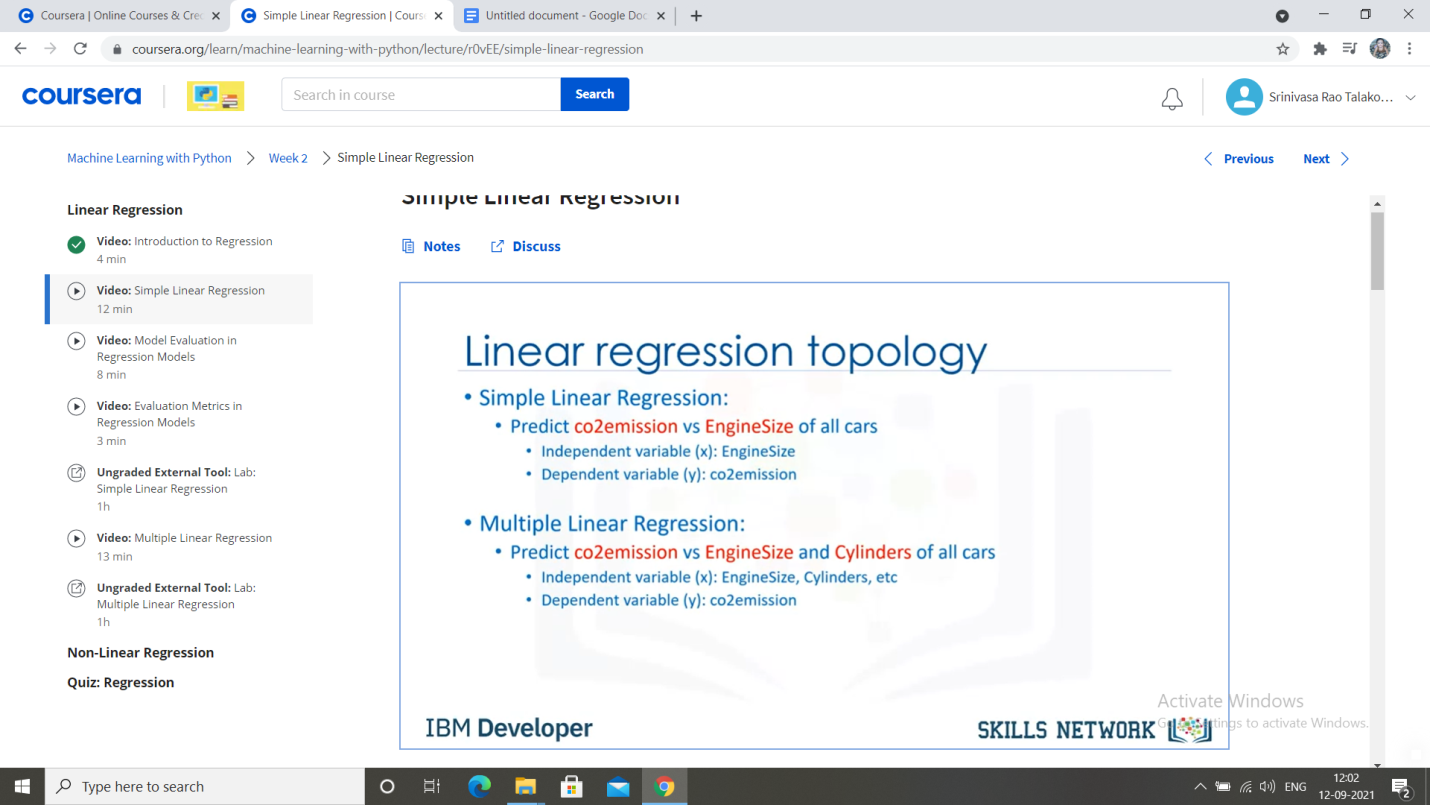 Coursera | Online Courses & Cre
Simple Linear Regression | Cours
Untitled document - Google Doc
coursera.org/learn/machine-learning-with-python/lecture/r0vEE/simple-linear-regression
coursera
Search in course
Search
Srinivasa Rao Talako...
Machine Learning with Python
Week 2
Simple Linear Regression
Previous
Next
Linear Regression
Video: Introduction to Regression
4 min
Video: Simple Linear Regression
12 min
Video: Model Evaluation in
Regression Models
8 min
Video: Evaluation Metrics in
Regression Models
3 min
Ungraded External Tool: Lab:
Simple Linear Regression
1h
Video: Multiple Linear Regression
13 min
Ungraded External Tool: Lab:
Multiple Linear Regression
1h
Non-Linear Regression
Quiz: Regression
Simple Linear Regression
Notes
Discuss
Linear regression topology
• Simple Linear Regression:
• Predict co2emission vs EngineSize of all cars
• Independent variable (x): EngineSize
• Dependent variable (y): co2emission
• Multiple Linear Regression:
• Predict co2emission vs EngineSize and Cylinders of all cars
• Independent variable (x): EngineSize, Cylinders, etc
• Dependent variable (y): co2emission
IBM Developer
SKILLS NETWORK
Activate Windows
Go to Settings to activate Windows.
Type here to search
ENG
12:02
12-09-2021
2